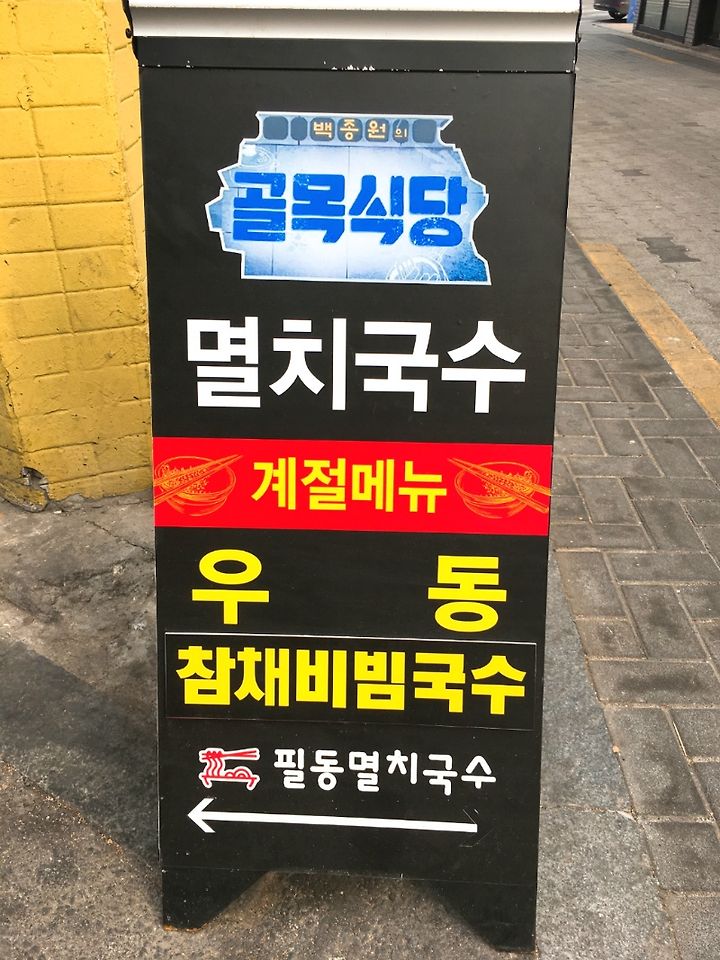 백종원의
골목식당
멸치국수
계절메뉴
우 동
참채비빔국수
필동멸치국수